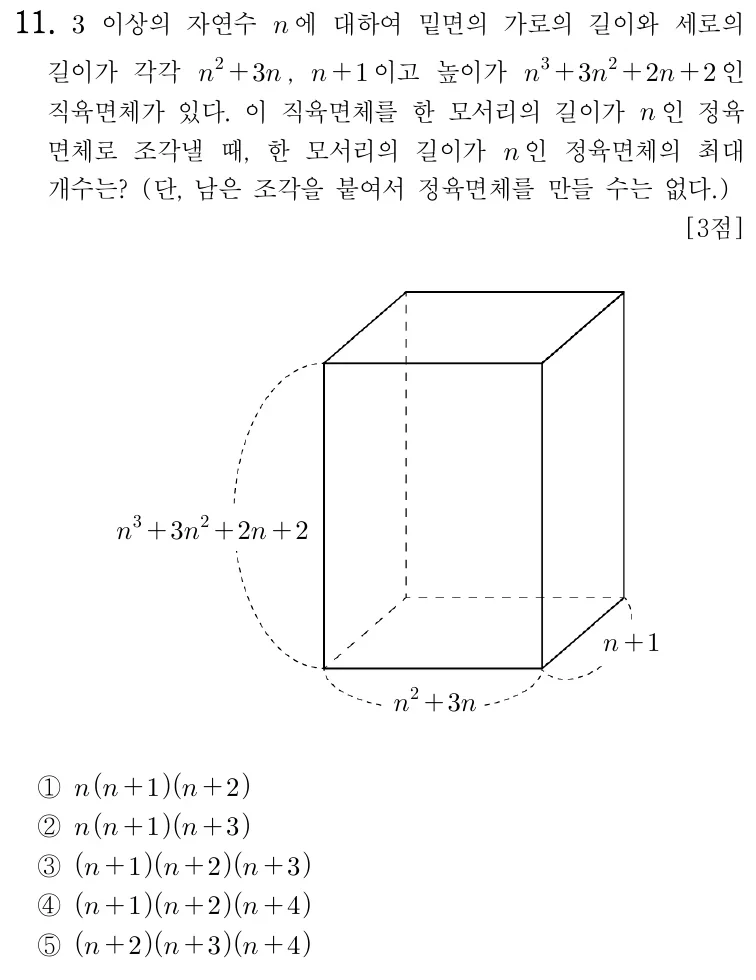 11. 3 이상의 자연수 n에 대하여 밑면의 가로의 길이와 세로의
길이가 각각 n²+3n, n+1이고 높이가 n³+3n²+2n+2인
직육면체가 있다. 이 직육면체를 한 모서리의 길이가 n인 정육
면체로 조각낼 때, 한 모서리의 길이가 n인 정육면체의 최대
개수는? (단, 남은 조각을 붙여서 정육면체를 만들 수는 없다.)
[3점]
n³+3n²+2n+2
n+1
n²+3n
① n(n+1)(n+2)
② n(n+1)(n+3)
③ (n+1)(n+2)(n+3)
④ (n+1)(n+2)(n+4)
⑤ (n+2)(n+3)(n+4)